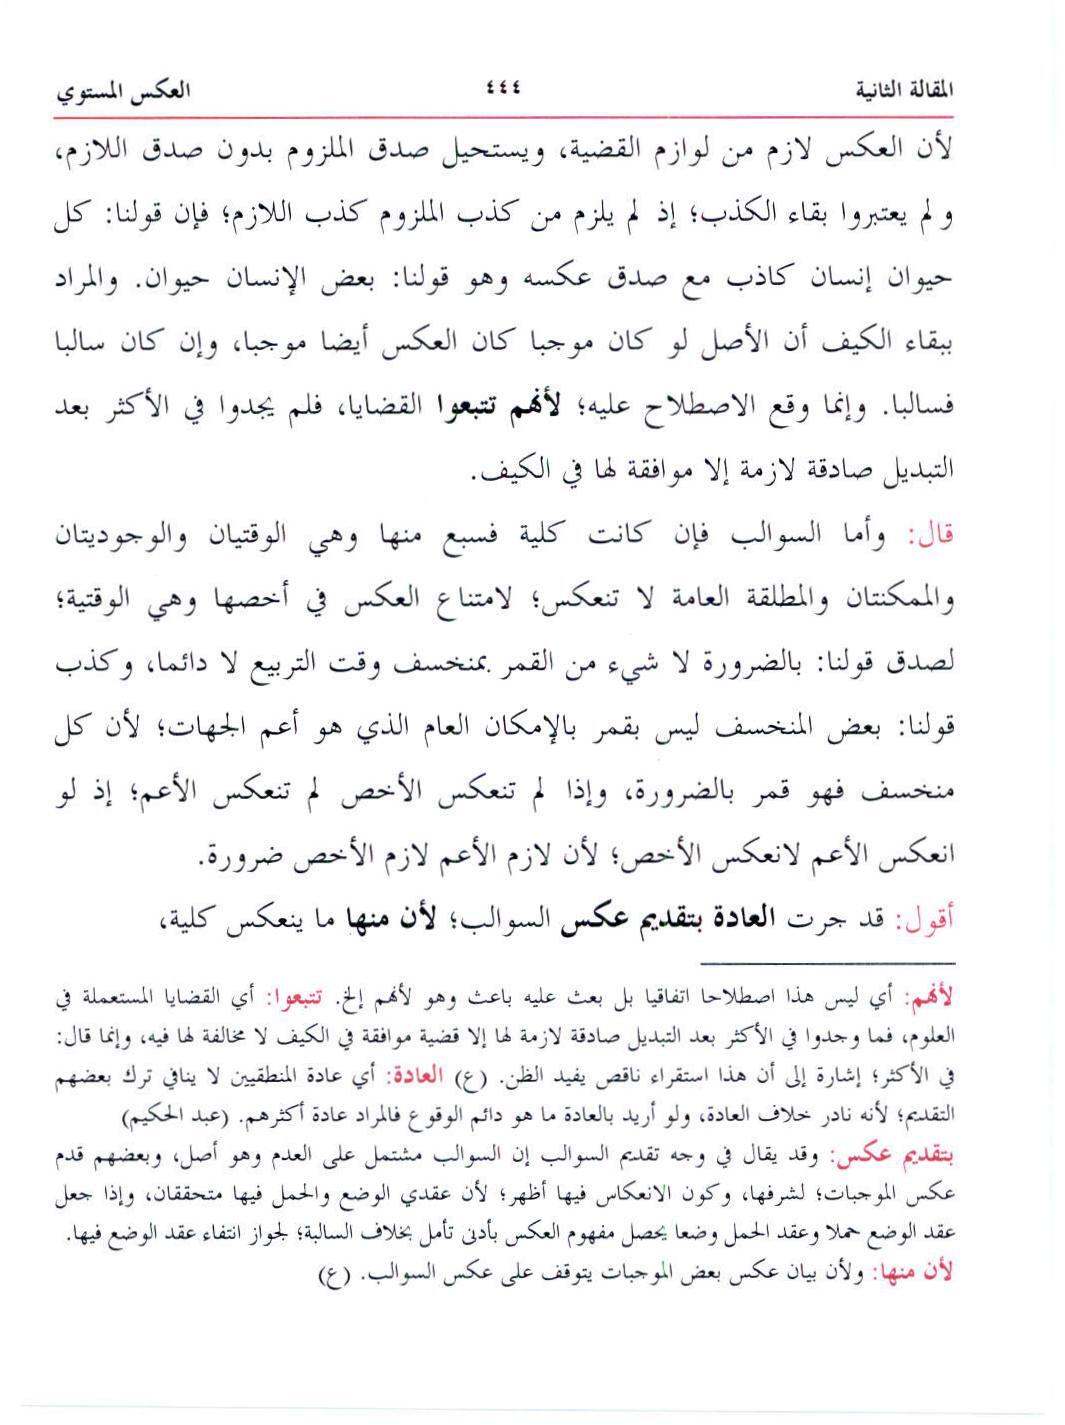 المقالة الثانية ٤٤٤ العكس المستوي
لأن العكس لازم من لوازم القضية، ويستحيل صدق الملزوم بدون صدق اللازم،
ولم يعتبروا بقاء الكذب؛ إذ لم يلزم من كذب الملزوم كذب اللازم؛ فإن قولنا: كل
حيوان إنسان كاذب مع صدق عكسه وهو قولنا: بعض الإنسان حيوان. والمراد
ببقاء الكيف أن الأصل لو كان موجبا كان العكس أيضا موجبا، وإن كان سالبا
فسالبا. وإنما وقع الاصطلاح عليه؛ لأنهم تتبعوا القضايا، فلم يجدوا في الأكثر بعد
التبديل صادقة لازمة إلا موافقة لها في الكيف.
قال: وأما السوالب فإن كانت كلية فسبع منها وهي الوقتيان والوجوديتان
والممكنتان والمطلقة العامة لا تنعكس؛ لامتناع العكس في أخصها وهي الوقتية؛
لصدق قولنا: بالضرورة لا شيء من القمر بمنخسف وقت التربيع لا دائما، وكذب
قولنا: بعض المنخسف ليس بقمر بالإمكان العام الذي هو أعم الجهات؛ لأن كل
منخسف فهو قمر بالضرورة، وإذا لم تنعكس الأخص لم تنعكس الأعم؛ إذ لو
انعكس الأعم لانعكس الأخص؛ لأن لازم الأعم لازم الأخص ضرورة.
أقول: قد جرت العادة بتقديم عكس السوالب؛ لأن منها ما ينعكس كلية،
لأنهم: أي ليس هذا اصطلاحا اتفاقيا بل بعث عليه باعث وهو لأنهم إلخ. تتبعوا: أي القضايا المستعملة في
العلوم، فما وجدوا في الأكثر بعد التبديل صادقة لازمة لها إلا قضية موافقة في الكيف لا مخالفة لها فيه، وإنما قال:
في الأكثر؛ إشارة إلى أن هذا استقراء ناقص يفيد الظن. (ع) العادة: أي عادة المنطقيين لا ينافي ترك بعضهم
التقديم؛ لأنه نادر خلاف العادة، ولو أريد بالعادة ما هو دائم الوقوع فالمراد عادة أكثرهم. (عبد الحكيم)
بتقديم عكس: وقد يقال في وجه تقديم السوالب إن السوالب مشتمل على العدم وهو أصل، وبعضهم قدم
عكس الموجبات؛ لشرفها، وكون الانعكاس فيها أظهر؛ لأن عقدي الوضع والحمل فيها متحققان، وإذا جعل
عقد الوضع حملا وعقد الحمل وضعا يحصل مفهوم العكس بأدنى تأمل بخلاف السالبة؛ لجواز انتفاء عقد الوضع فيها.
لأن منها: ولأن بيان عكس بعض الموجبات يتوقف على عكس السوالب. (ع)